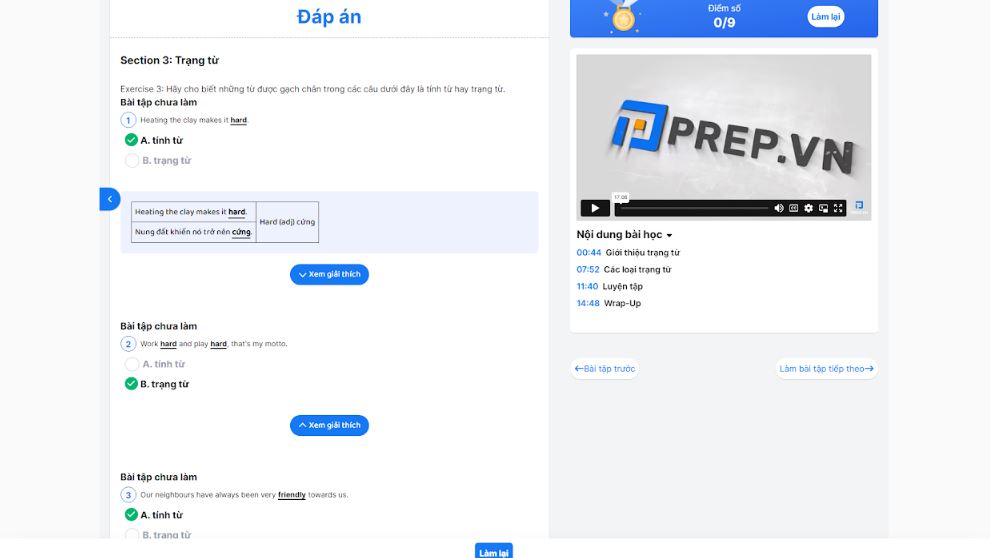 Đáp án
Section 3: Trạng từ
Exercise 3: Hãy cho biết những từ được gạch chân trong các câu dưới đây là tính từ hay trạng từ.
Bài tập chưa làm
1 Heating the clay makes it hard.
A. tính từ
B. trạng từ
Heating the clay makes it hard.
Nung đất khiến nó trở nên cứng.
Hard (adj) cứng
Xem giải thích
Bài tập chưa làm
2 Work hard and play hard, that's my motto.
A. tính từ
B. trạng từ
Xem giải thích
Bài tập chưa làm
3 Our neighbours have always been very friendly towards us.
A. tính từ
B. trạng từ
Làm lại
Điểm số
0/9
Làm lại
PREP.VN
17:08
Nội dung bài học
00:44 Giới thiệu trạng từ
07:52 Các loại trạng từ
11:40 Luyện tập
14:48 Wrap-Up
Bài tập trước
Làm bài tập tiếp theo